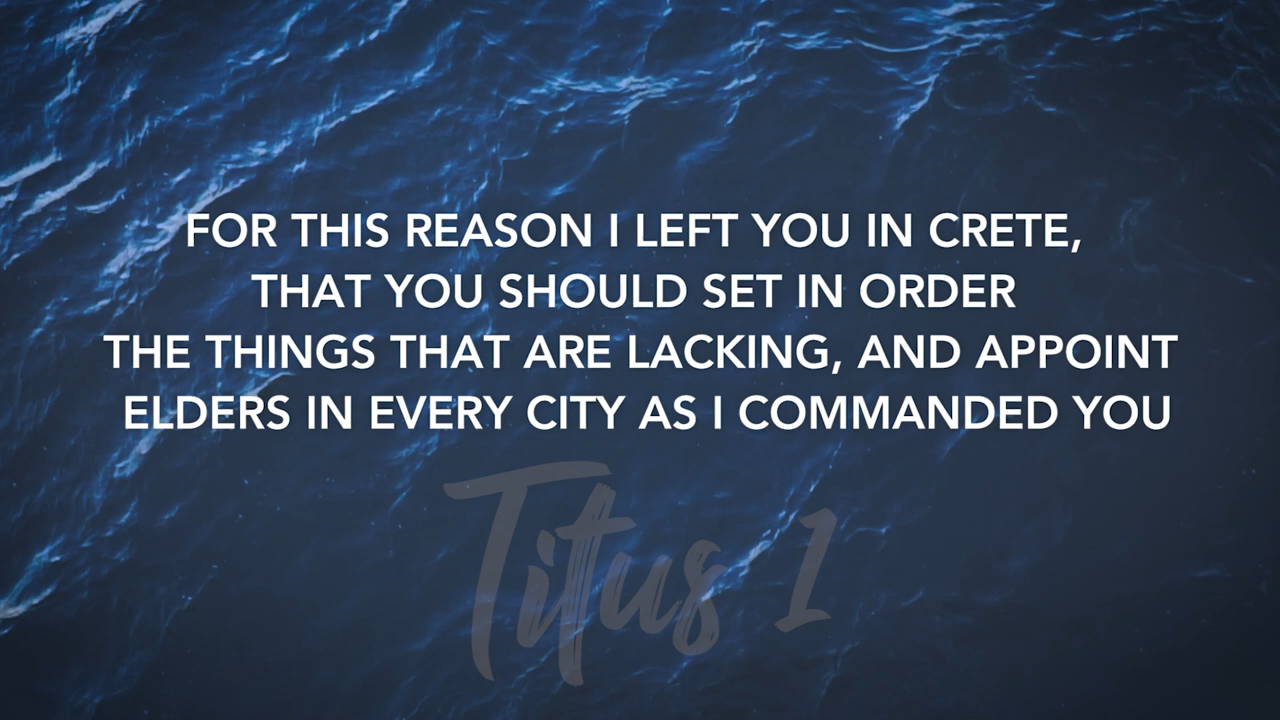 FOR THIS REASON I LEFT YOU IN CRETE,
THAT YOU SHOULD SET IN ORDER
THE THINGS THAT ARE LACKING, AND APPOINT
ELDERS IN EVERY CITY AS I COMMANDED YOU
Titus 1